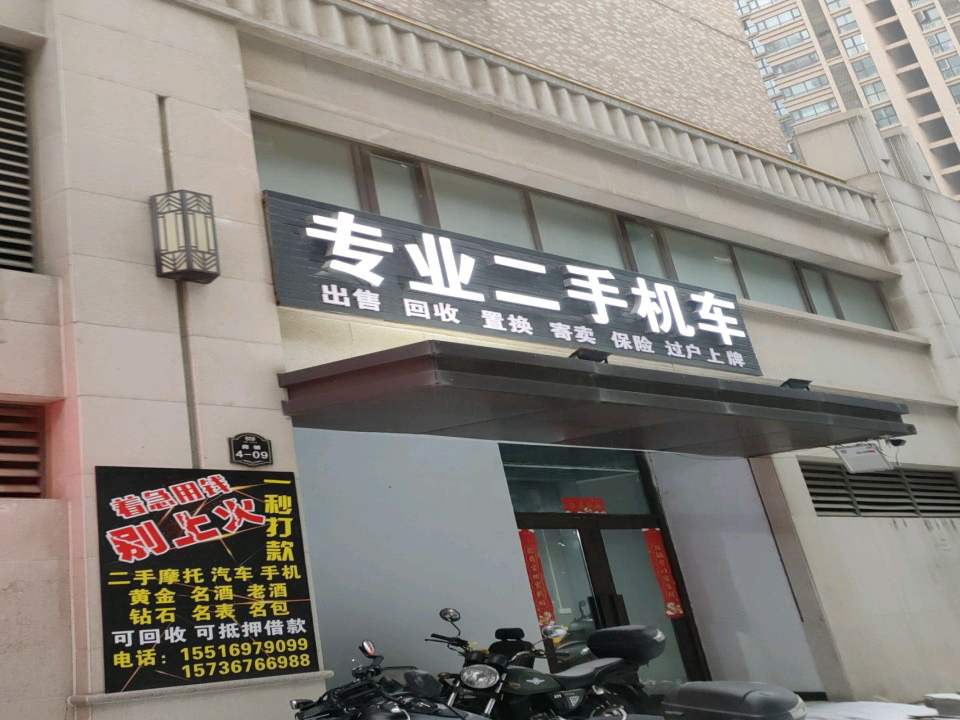 专业二手机车
出售 回收 置换 寄卖 保险 过户上牌
4-09
着急用钱
别上火
一秒打款
二手摩托 汽车 手机
黄金 名酒 老酒
钻石 名表 名包
可回收 可抵押借款
电话：15516979099
15736766988